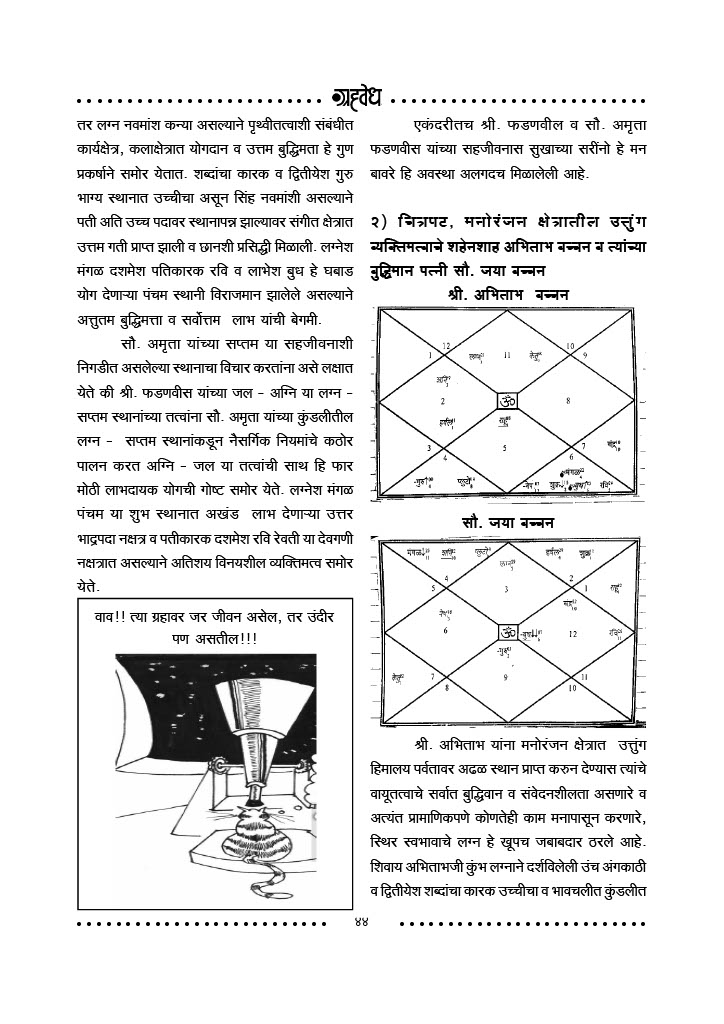 ग्रहवेध
तर लग्न नवमांश कन्या असल्याने पृथ्वीतत्वाशी संबंधीत
कार्यक्षेत्र, कलाक्षेत्रात योगदान व उत्तम बुद्धिमता हे गुण
प्रकर्षाने समोर येतात. शब्दांचा कारक व द्वितीयेश गुरु
भाग्य स्थानात उच्चीचा असून सिंह नवमांशी असल्याने
पती अति उच्च पदावर स्थानापन्न झाल्यावर संगीत क्षेत्रात
उत्तम गती प्राप्त झाली व छानशी प्रसिद्धी मिळाली. लग्नेश
मंगळ दशमेश पतिकारक रवि व लाभेश बुध हे घबाड
योग देणाऱ्या पंचम स्थानी विराजमान झालेले असल्याने
अत्तुतम बुद्धिमत्ता व सर्वोत्तम लाभ यांची बेगमी.
सौ. अमृता यांच्या सप्तम या सहजीवनाशी
निगडीत असलेल्या स्थानाचा विचार करतांना असे लक्षात
येते की श्री. फडणवीस यांच्या जल - अग्नि या लग्न -
सप्तम स्थानांच्या तत्वांना सौ. अमृता यांच्या कुंडलीतील
लग्न - सप्तम स्थानांकडून नैसर्गिक नियमांचे कठोर
पालन करत अग्नि - जल या तत्वांची साथ हि फार
मोठी लाभदायक योगची गोष्ट समोर येते. लग्नेश मंगळ
पंचम या शुभ स्थानात अखंड लाभ देणाऱ्या उत्तर
भाद्रपदा नक्षत्र व पतीकारक दशमेश रवि रेवती या देवगणी
नक्षत्रात असल्याने अतिशय विनयशील व्यक्तिमत्व समोर
येते.
वाव!! त्या ग्रहावर जर जीवन असेल, तर उंदीर
पण असतील!!!
एकंदरीतच श्री. फडणवील व सौ. अमृता
फडणवीस यांच्या सहजीवनास सुखाच्या सरींनो हे मन
बावरे हि अवस्था अलगदच मिळालेली आहे.
२) चित्रपट, मनोरंजन क्षेत्रातील उत्तुंग
व्यक्तिमत्वाचे शहेनशाह अमिताभ बच्चन व त्यांच्या
बुद्धिमान पत्नी सौ. जया बच्चन
श्री. अमिताभ बच्चन
12 11 10
1 9
2 ॐ 8
3 5 7
4 6
सौ. जया बच्चन
4 3 2
5 1
6 ॐ 12
7 9 11
8 10
श्री. अमिताभ यांना मनोरंजन क्षेत्रात उत्तुंग
हिमालय पर्वतावर अढळ स्थान प्राप्त करुन देण्यास त्यांचे
वायूतत्वाचे सर्वात बुद्धिवान व संवेदनशीलता असणारे व
अत्यंत प्रामाणिकपणे कोणतेही काम मनापासून करणारे,
स्थिर स्वभावाचे लग्न हे खूपच जबाबदार ठरले आहे.
शिवाय अमिताभजी कुंभ लग्नाने दर्शविलेली उंच अंगकाठी
व द्वितीयेश शब्दांचा कारक उच्चीचा व भावचलीत कुंडलीत
४४